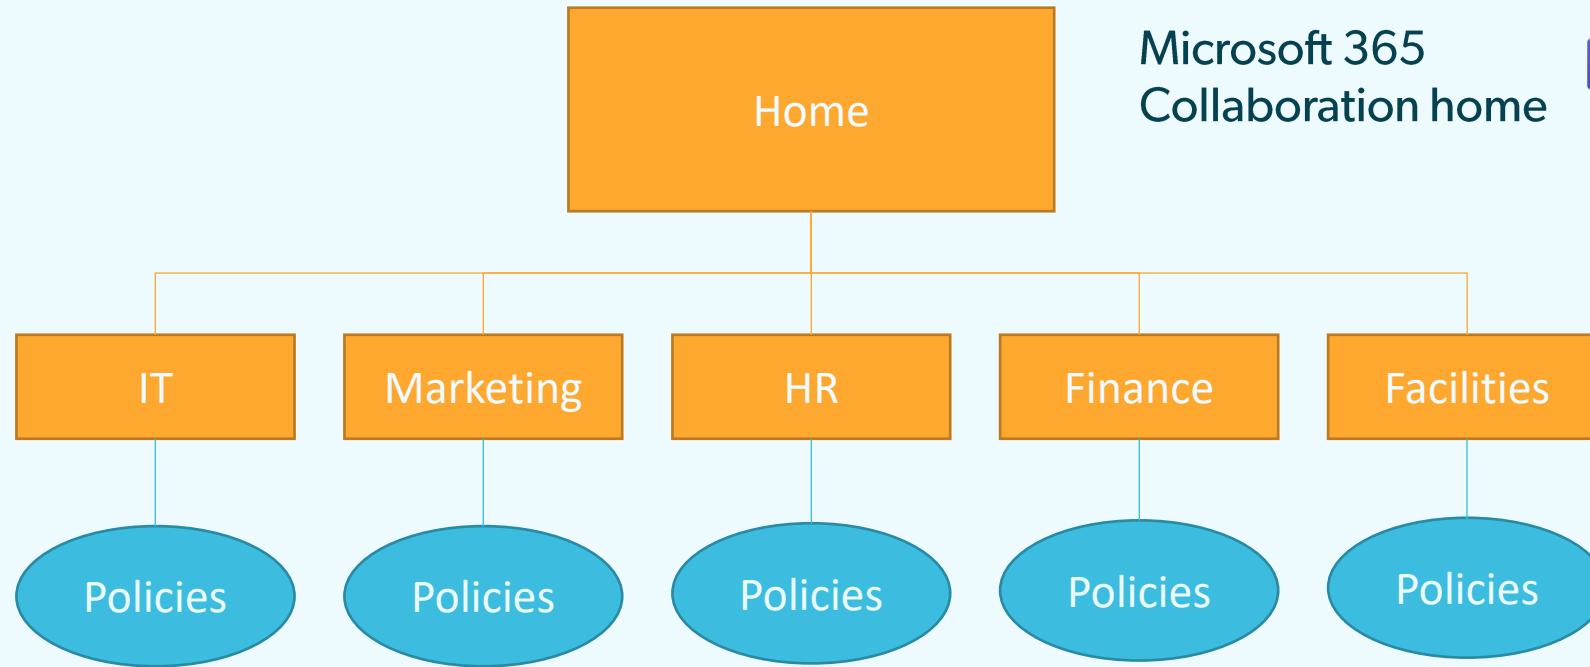 Home
Microsoft 365
Collaboration home
IT
Marketing
HR
Finance
Facilities
Policies
Policies
Policies
Policies
Policies